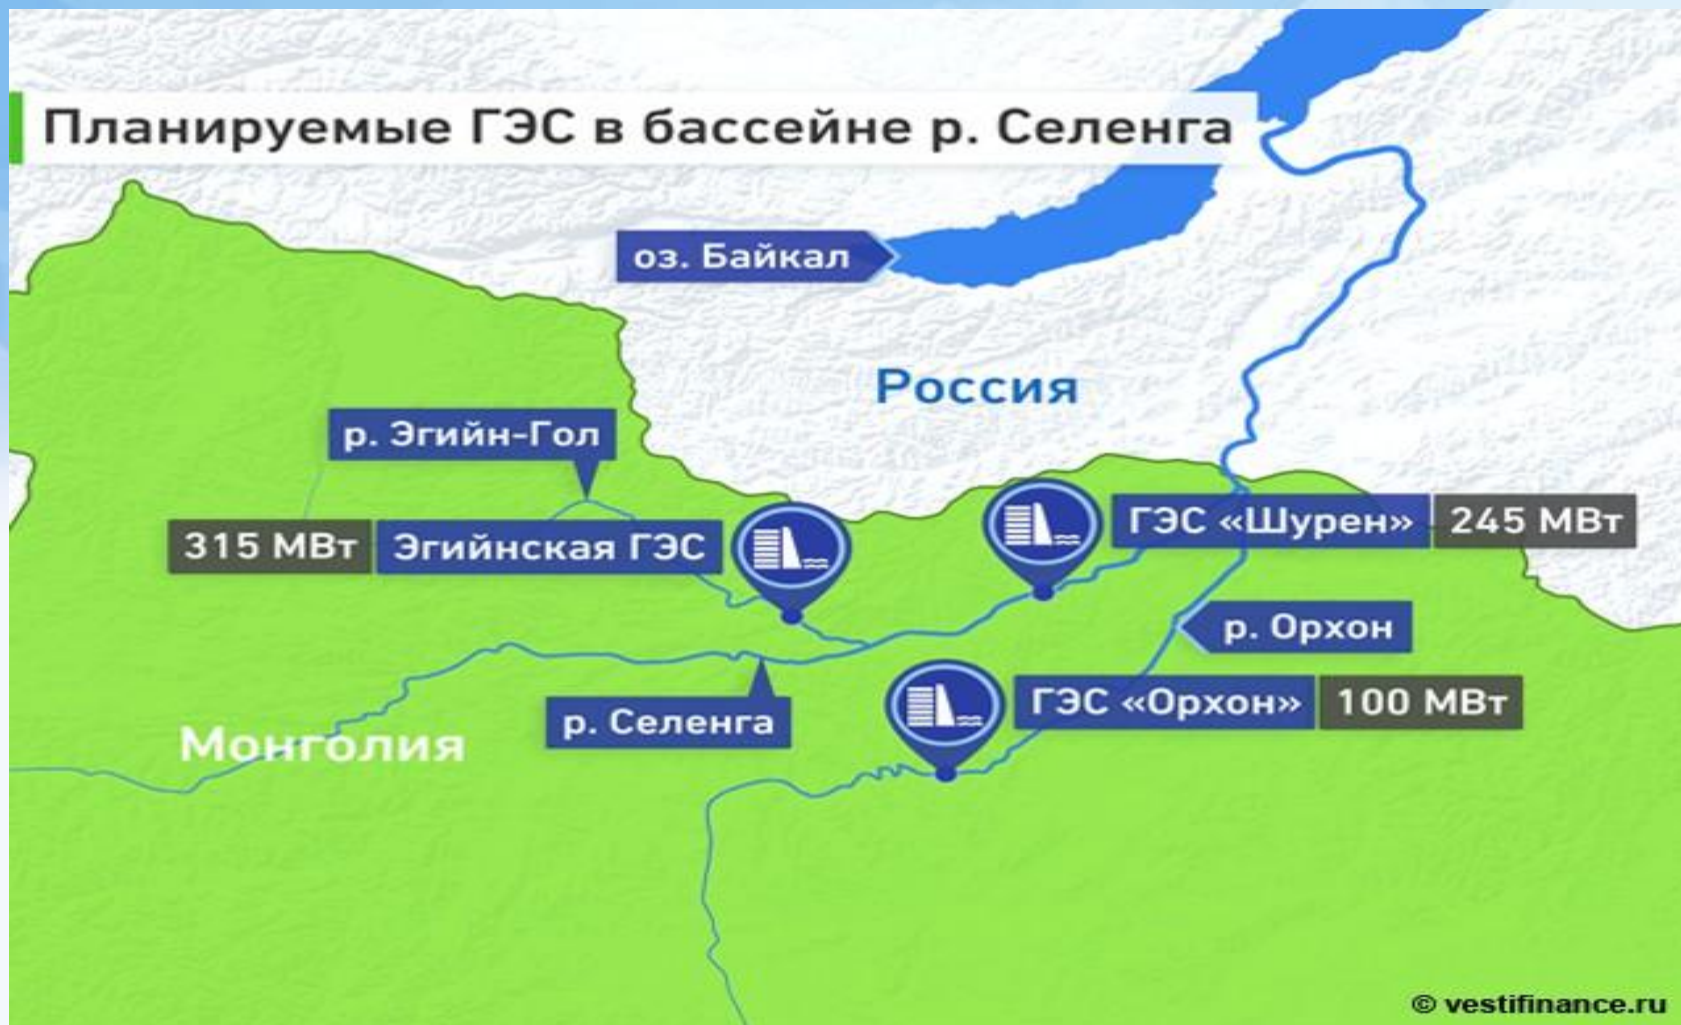 Планируемые ГЭС в бассейне р. Селенга
оз. Байкал
Россия
р. Эгийн-Гол
315 МВт Эгийнская ГЭС
ГЭС «Шурен» 245 МВт
р. Орхон
р. Селенга
ГЭС «Орхон» 100 МВт
Монголия
© vestifinance.ru